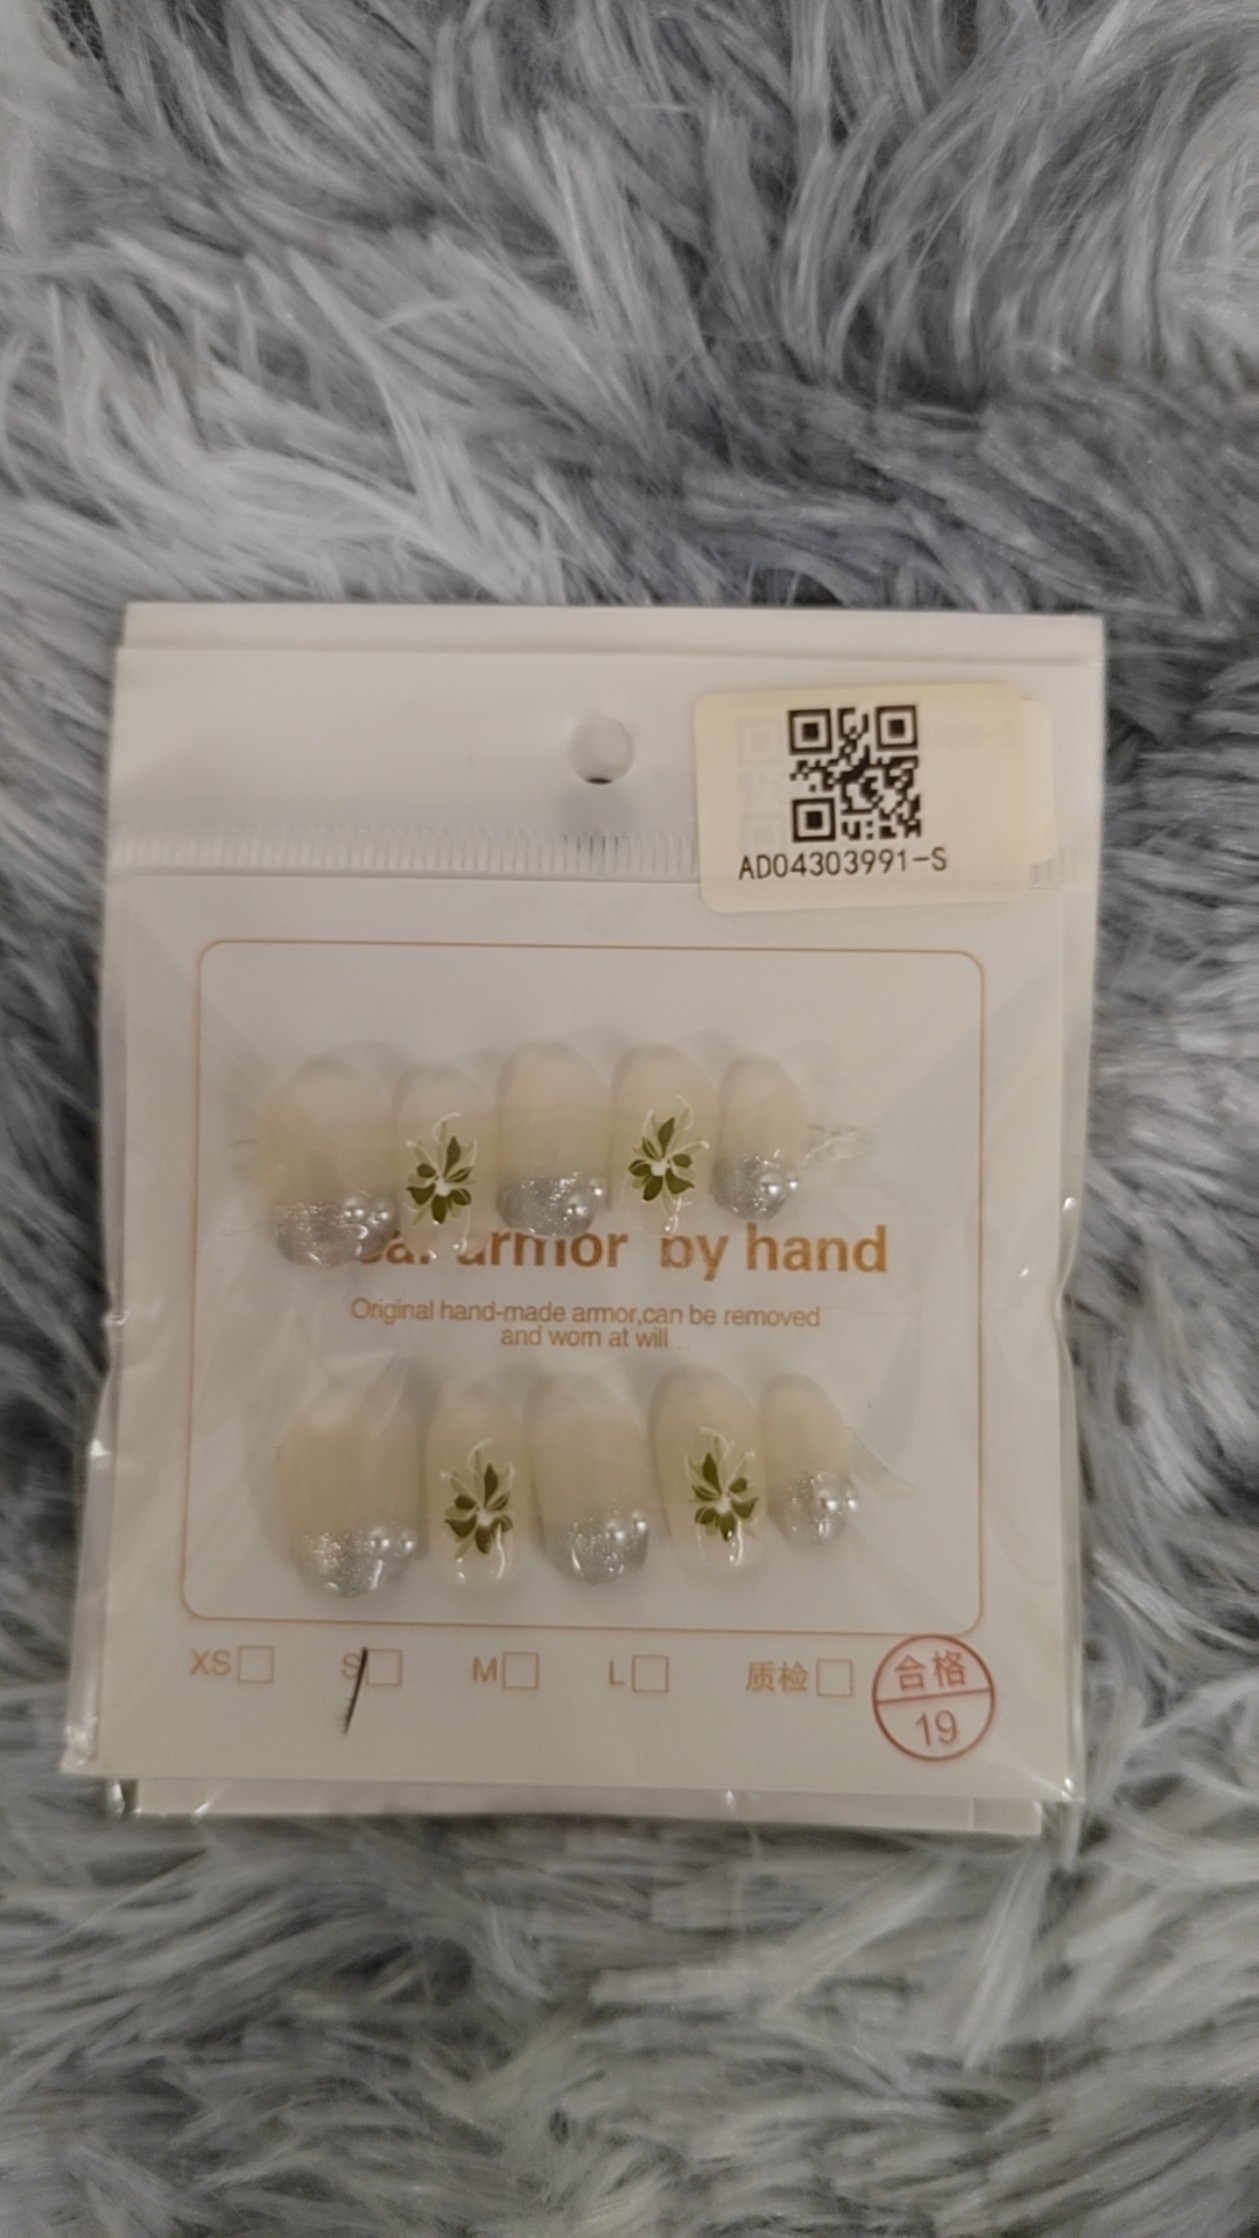 AD04303991-S
armor by hand
Original hand-made armor,can be removed
and worn at will
XS S M L 质检
合格
19